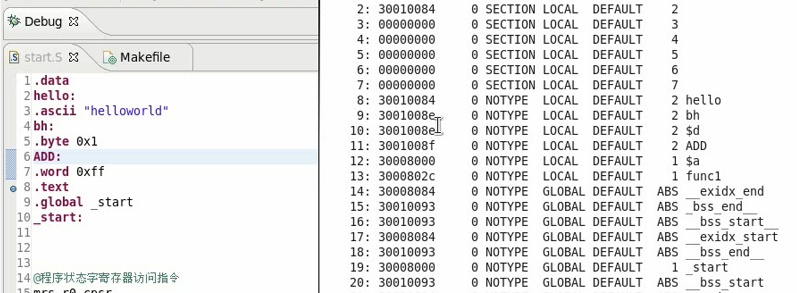 Debug
start.S
Makefile
1 .data
2 hello:
3 .ascii "helloworld"
4 bh:
5 .byte 0x1
6 ADD:
7 .word 0xff
8 .text
9 .global _start
10 _start:
11
12
13
14 @程序状态字寄存器访问指令
15 mrs r0,cpsr
2: 30010084 0 SECTION LOCAL DEFAULT 2
3: 00000000 0 SECTION LOCAL DEFAULT 3
4: 00000000 0 SECTION LOCAL DEFAULT 4
5: 00000000 0 SECTION LOCAL DEFAULT 5
6: 00000000 0 SECTION LOCAL DEFAULT 6
7: 00000000 0 SECTION LOCAL DEFAULT 7
8: 30010084 0 NOTYPE LOCAL DEFAULT 2 hello
9: 3001008e 0 NOTYPE LOCAL DEFAULT 2 bh
10: 3001008e 0 NOTYPE LOCAL DEFAULT 2 $d
11: 3001008f 0 NOTYPE LOCAL DEFAULT 2 ADD
12: 30008000 0 NOTYPE LOCAL DEFAULT 1 $a
13: 3000802c 0 NOTYPE LOCAL DEFAULT 1 func1
14: 30008084 0 NOTYPE GLOBAL DEFAULT ABS __exidx_end
15: 30010093 0 NOTYPE GLOBAL DEFAULT ABS _bss_end__
16: 30010093 0 NOTYPE GLOBAL DEFAULT ABS __bss_start__
17: 30008084 0 NOTYPE GLOBAL DEFAULT ABS __exidx_start
18: 30010093 0 NOTYPE GLOBAL DEFAULT ABS __bss_end__
19: 30008000 0 NOTYPE GLOBAL DEFAULT 1 _start
20: 30010093 0 NOTYPE GLOBAL DEFAULT ABS __bss_start